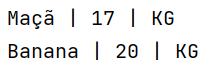 Maçã | 17 | KG
Banana | 20 | KG